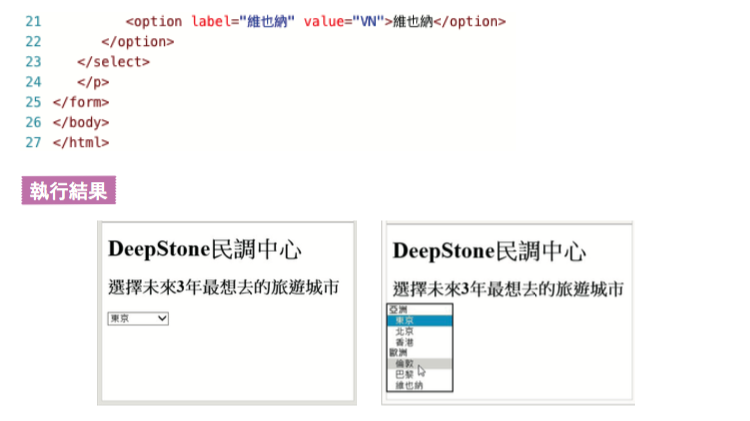 21 <option label="維也納" value="VN">維也納</option>
22 </option>
23 </select>
24 </p>
25 </form>
26 </body>
27 </html>
執行結果
DeepStone民調中心
選擇未來3年最想去的旅遊城市
東京
DeepStone民調中心
選擇未來3年最想去的旅遊城市
亞洲
東京
北京
香港
歐洲
倫敦
巴黎
維也納